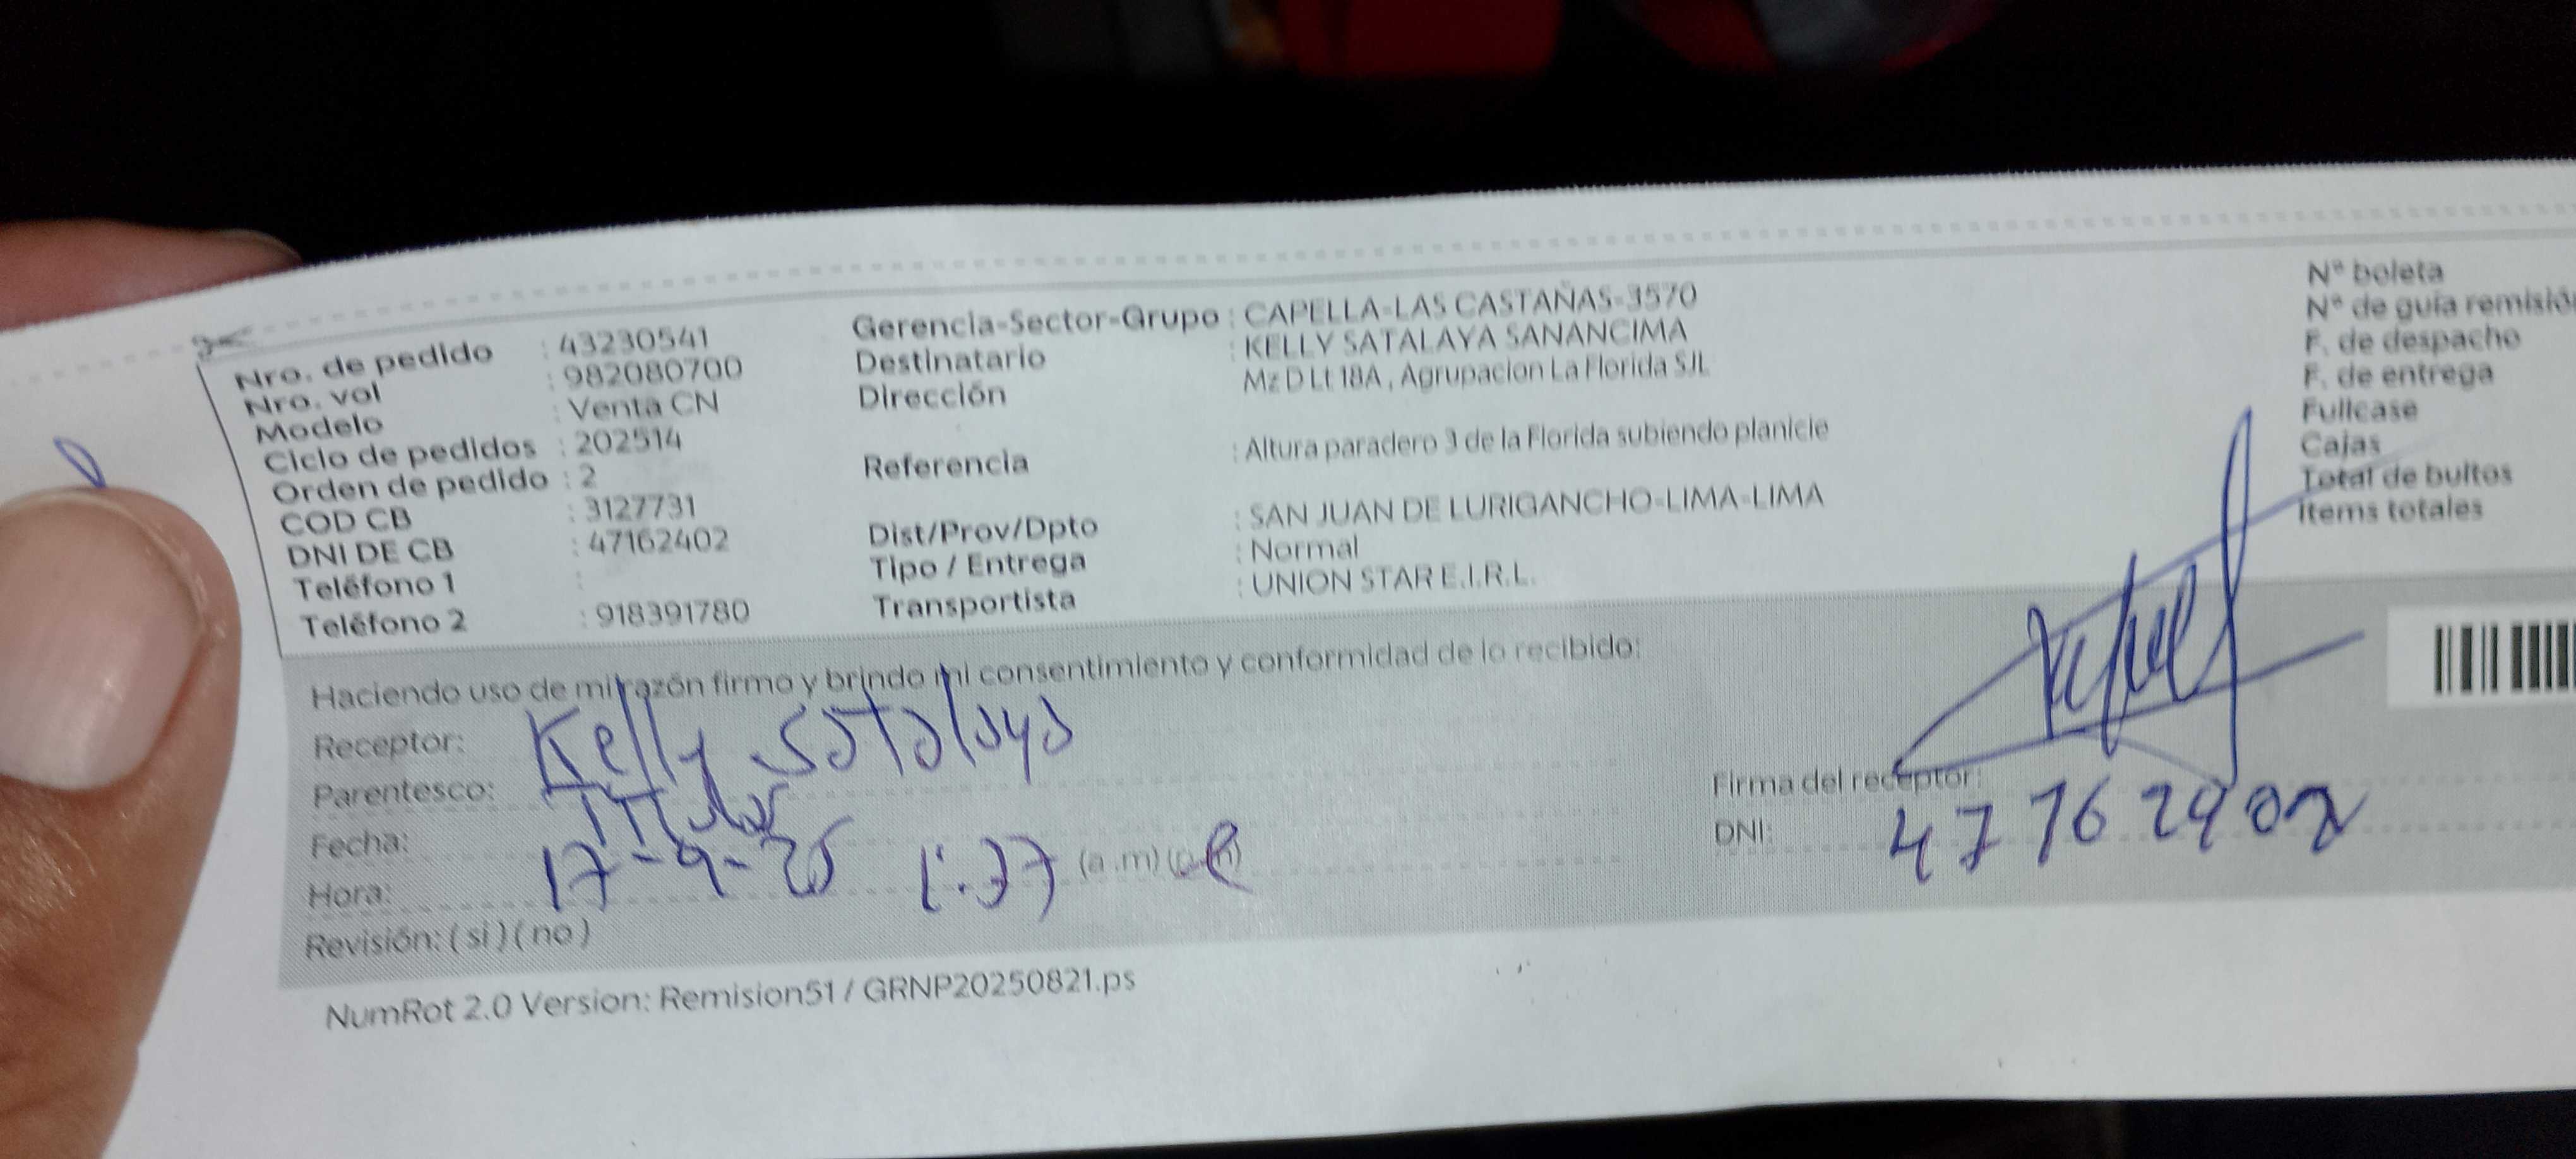 Nro. de pedido : 43230541
Nro. vol : 982080700
Modelo : Venta CN
Ciclo de pedidos : 202514
Orden de pedido : 2
COD CB : 3127731
DNI DE CB : 47162402
Teléfono 1 :
Teléfono 2 : 918391780
Gerencia-Sector-Grupo : CAPELLA-LAS CASTAÑAS-3570
Destinatario : KELLY SATALAYA SANANCIMA
Dirección Mz D Lt 18A , Agrupacion La Florida SJL
Referencia : Altura paradero 3 de la Florida subiendo planicie
Dist/Prov/Dpto : SAN JUAN DE LURIGANCHO-LIMA-LIMA
Tipo / Entrega : Normal
Transportista : UNION STAR E.I.R.L.
N° boleta
N° de guía remisión
F. de despacho
F. de entrega
Fullcase
Cajas
Total de bultos
Items totales
Haciendo uso de mi razón firmo y brindo mi consentimiento y conformidad de lo recibido:
Receptor: Kelly Satalaya
Parentesco: Titular
Fecha: 17-9-25
Hora: 1:37 (a.m) (p.m)
Revisión: ( si ) ( no )
Firma del receptor:
DNI: 47162402
NumRot 2.0 Version: Remision51 / GRNP20250821.ps